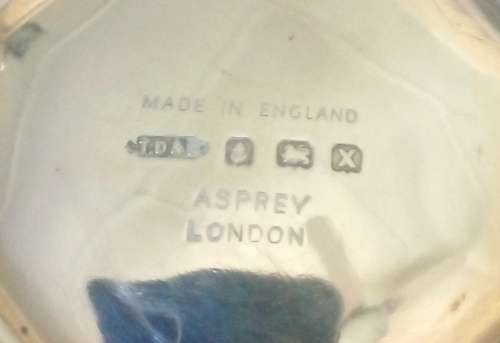 MADE IN ENGLAND
T.D.A. X
ASPREY
LONDON